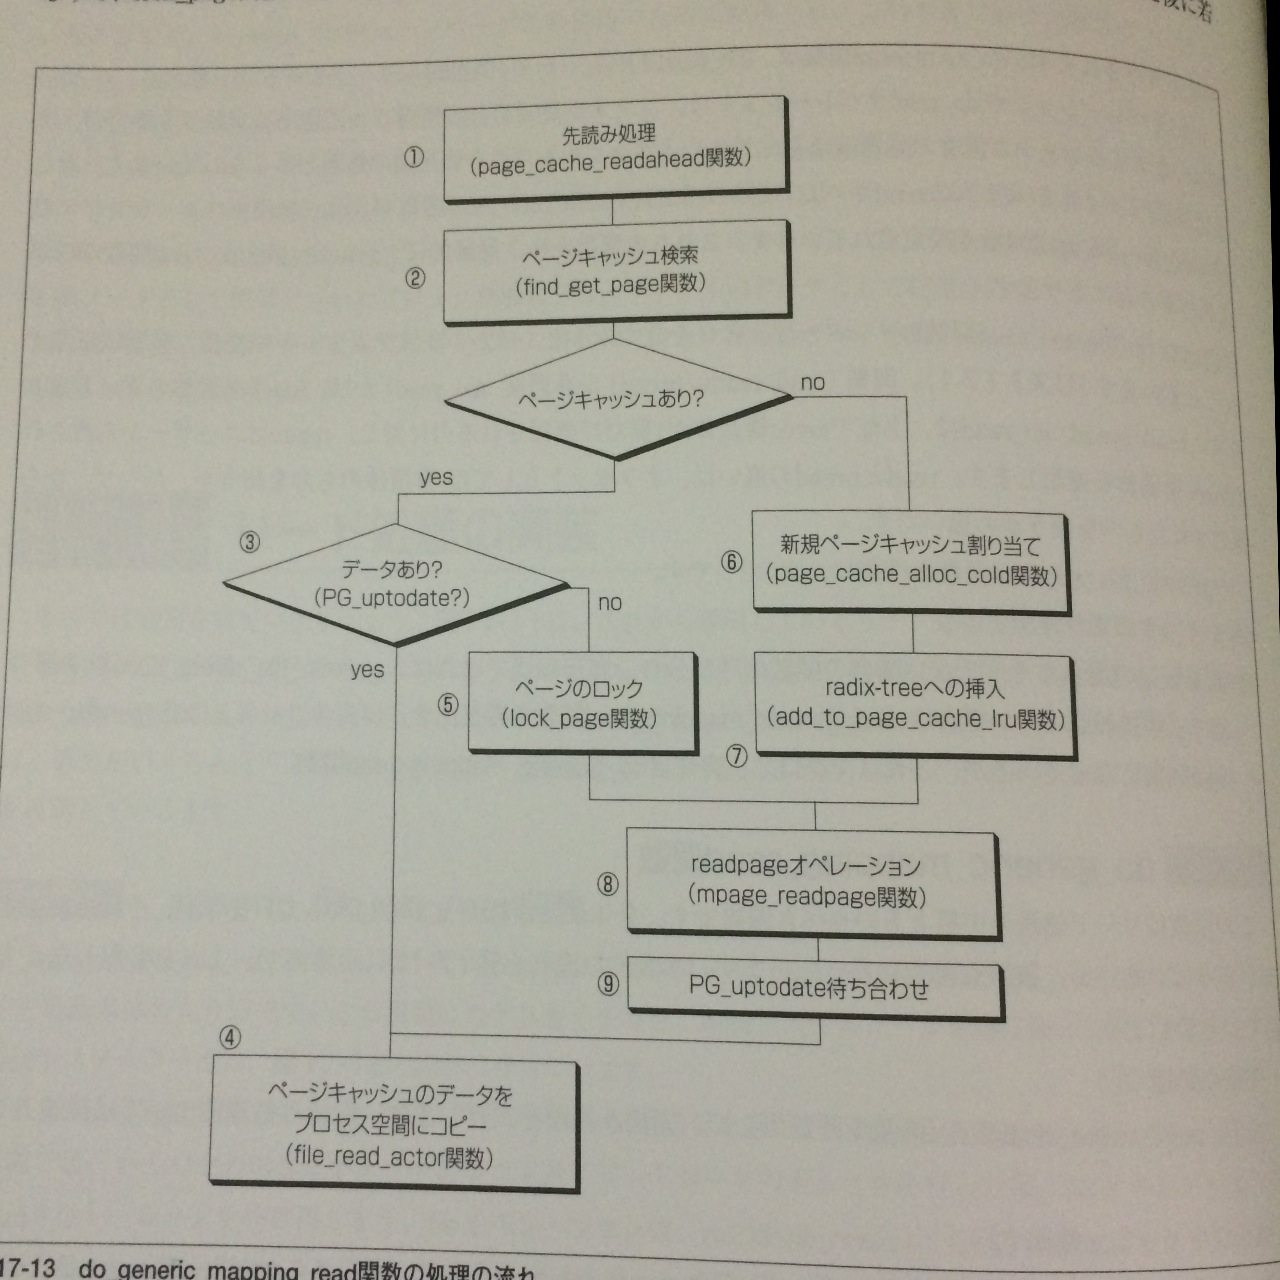 ①
先読み処理
(page_cache_readahead関数)
②
ページキャッシュ検索
(find_get_page関数)
ページキャッシュあり?
no
yes
③
データあり?
(PG_uptodate?)
no
yes
⑥
新規ページキャッシュ割り当て
(page_cache_alloc_cold関数)
⑤
ページのロック
(lock_page関数)
radix-treeへの挿入
(add_to_page_cache_lru関数)
⑦
⑧
readpageオペレーション
(mpage_readpage関数)
⑨
PG_uptodate待ち合わせ
④
ページキャッシュのデータを
プロセス空間にコピー
(file_read_actor関数)
17-13 do_generic_mapping_read関数の処理の流れ